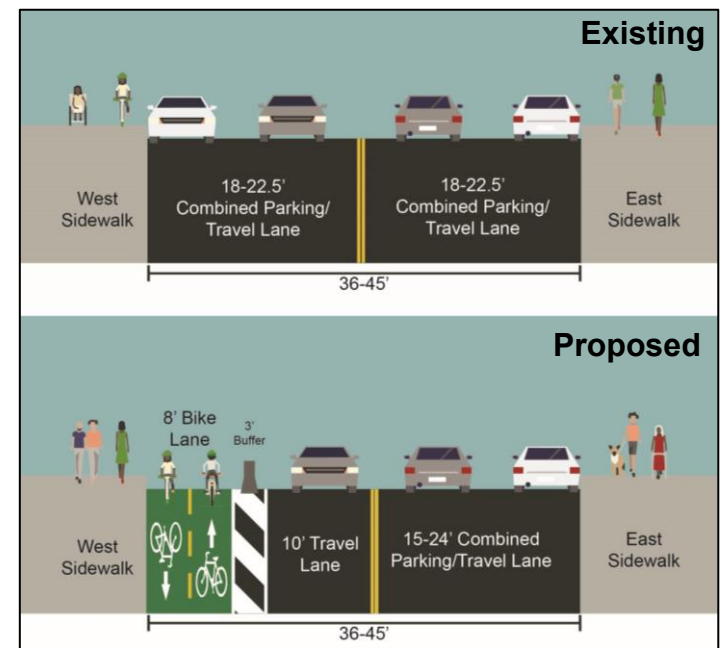 Existing
West
Sidewalk
18-22.5'
Combined Parking/
Travel Lane
18-22.5'
Combined Parking/
Travel Lane
East
Sidewalk
36-45'
Proposed
8' Bike
Lane
3'
Buffer
West
Sidewalk
10' Travel
Lane
15-24' Combined
Parking/Travel Lane
East
Sidewalk
36-45'